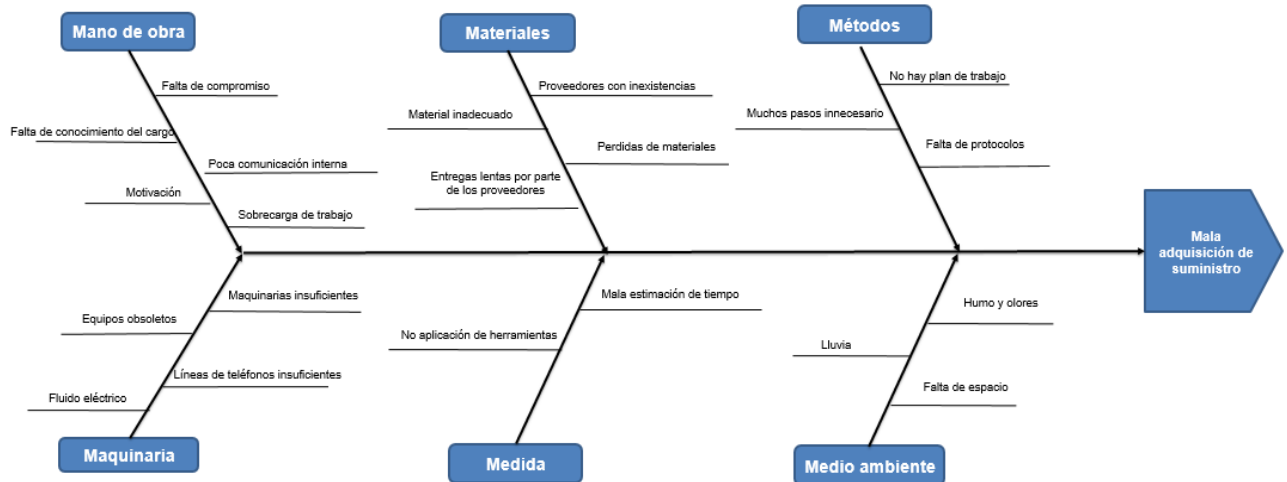 Mano de obra
Materiales
Métodos
Falta de compromiso
Falta de conocimiento del cargo
Poca comunicación interna
Motivación
Sobrecarga de trabajo
Proveedores con inexistencias
Material inadecuado
Perdidas de materiales
Entregas lentas por parte
de los proveedores
No hay plan de trabajo
Muchos pasos innecesario
Falta de protocolos
Mala
adquisición de
suministro
Maquinarias insuficientes
Equipos obsoletos
Líneas de teléfonos insuficientes
Fluido eléctrico
Mala estimación de tiempo
No aplicación de herramientas
Humo y olores
Lluvia
Falta de espacio
Maquinaria
Medida
Medio ambiente